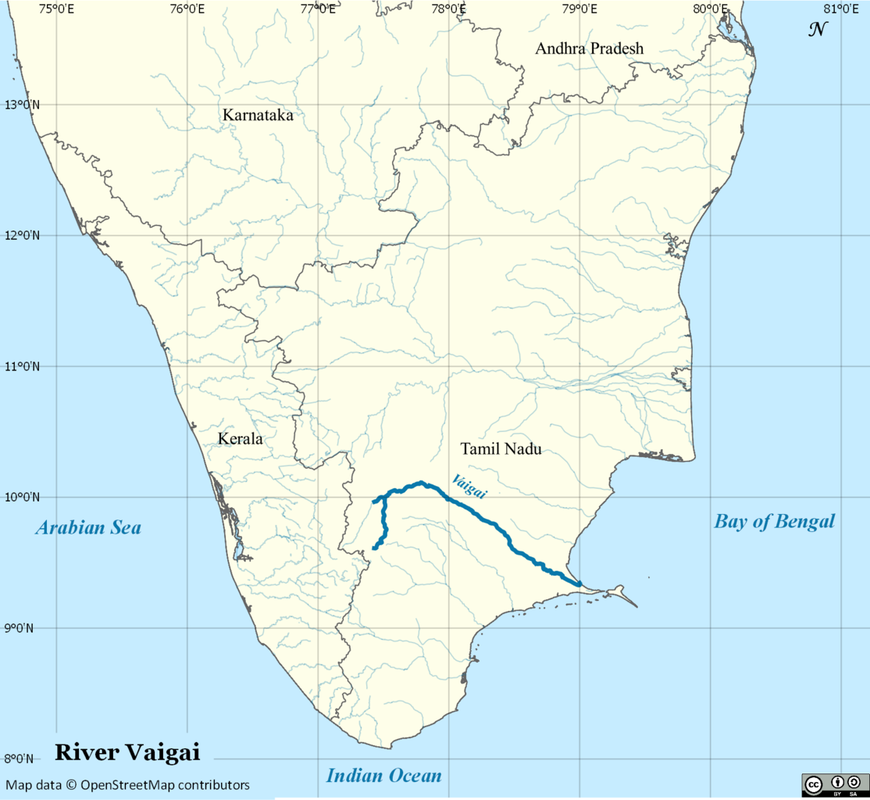 75°0'E
76°0'E
77°0'E
78°0'E
79°0'E
80°0'E
81°0'E
N
Andhra Pradesh
13°0'N
Karnataka
12°0'N
11°0'N
Kerala
Tamil Nadu
Vaigai
10°0'N
Arabian Sea
Bay of Bengal
9°0'N
River Vaigai
8°0'N
Indian Ocean
Map data © OpenStreetMap contributors
cc
BY SA